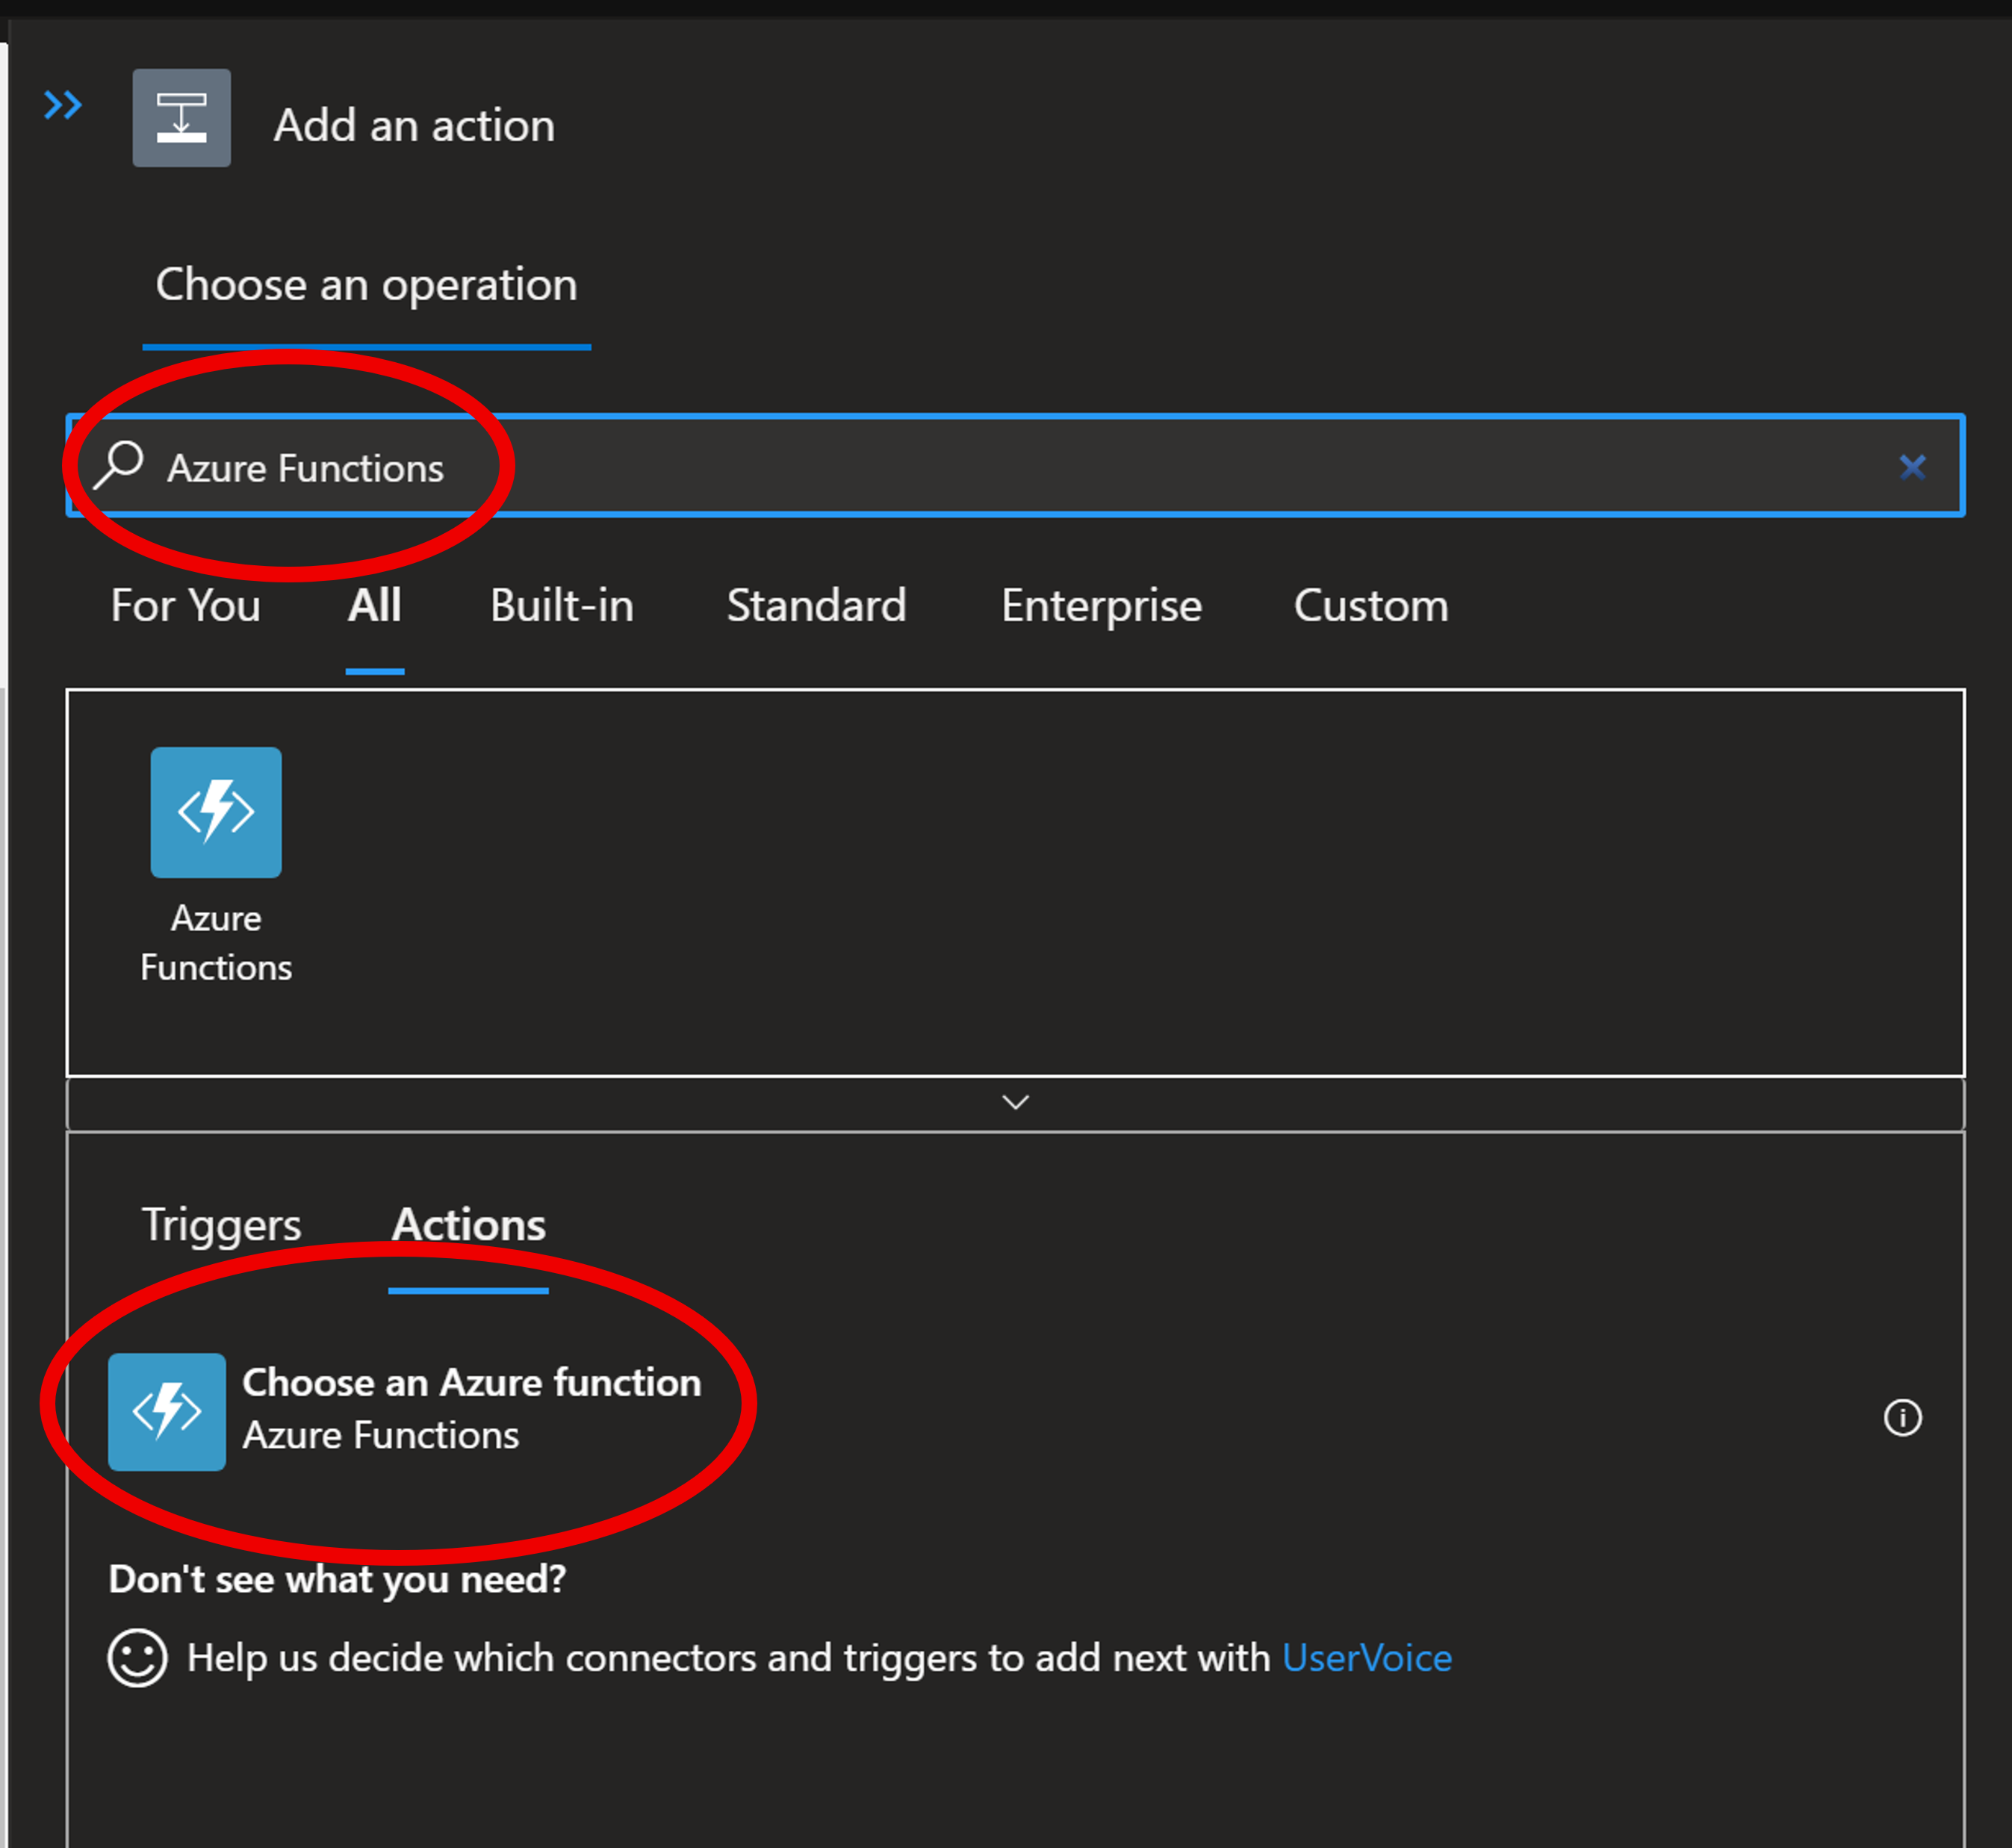 Add an action
Choose an operation
Azure Functions
For You All Built-in Standard Enterprise Custom
Azure
Functions
Triggers Actions
Choose an Azure function
Azure Functions
Don't see what you need?
Help us decide which connectors and triggers to add next with UserVoice